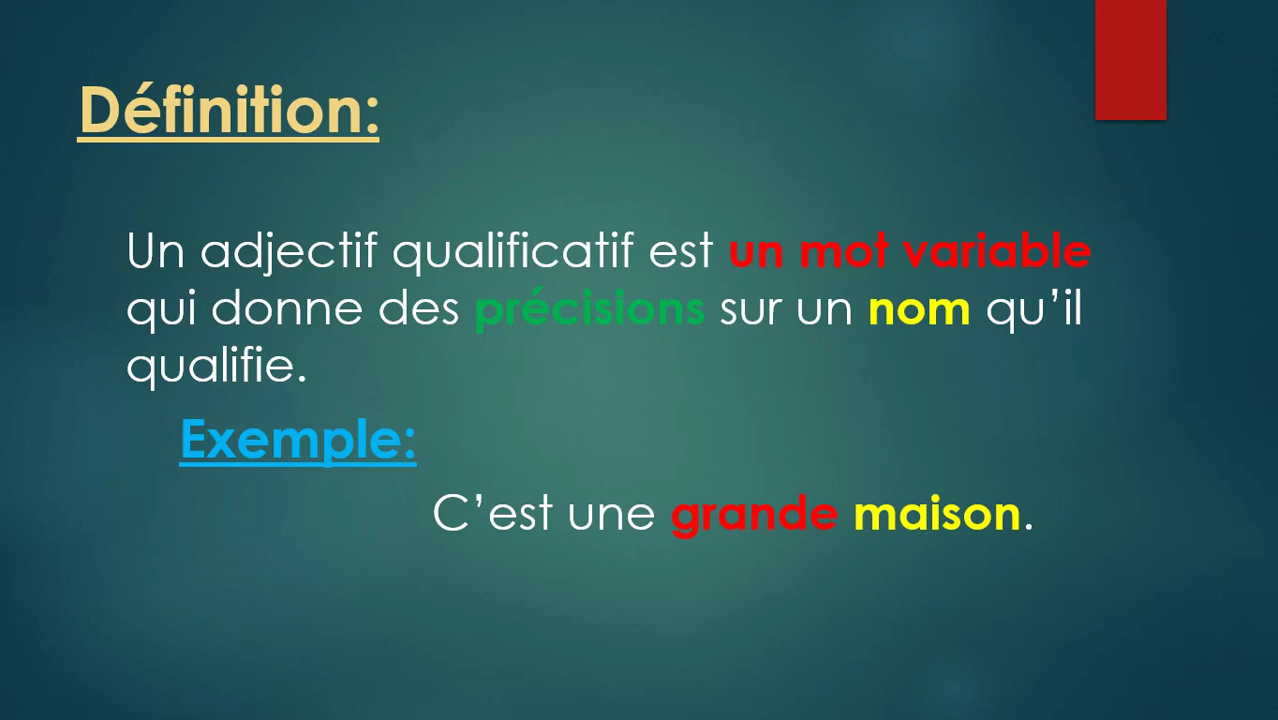 Définition:
Un adjectif qualificatif est un mot variable
qui donne des précisions sur un nom qu’il
qualifie.
Exemple:
C’est une grande maison.